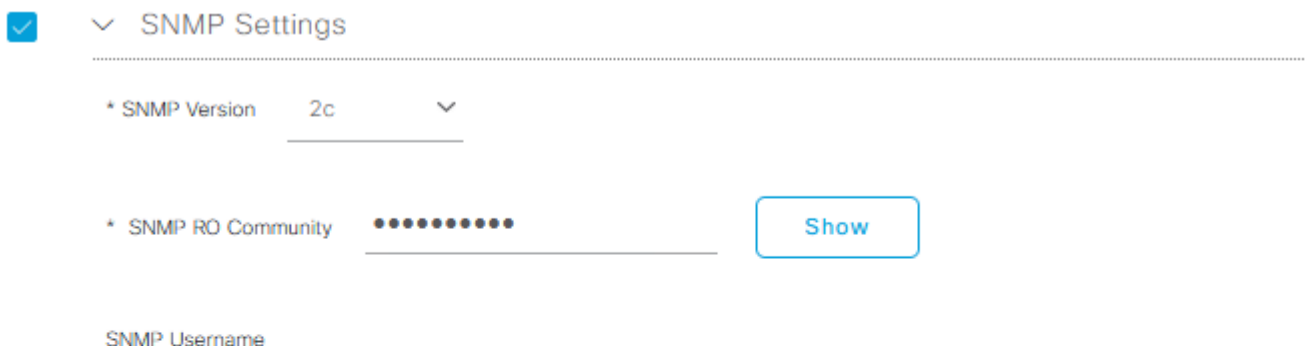 SNMP Settings
* SNMP Version 2c
* SNMP RO Community •••••••••• Show
SNMP Username